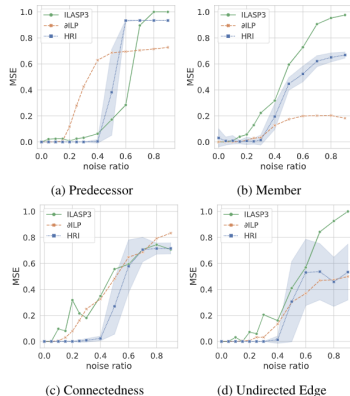 1.0
0.8
0.6
0.4
0.2
0.0
MSE
ILASP3
∂ILP
HRI
0.0 0.2 0.4 0.6 0.8
noise ratio
(a) Predecessor
1.0
0.8
0.6
0.4
0.2
0.0
MSE
ILASP3
∂ILP
HRI
0.0 0.2 0.4 0.6 0.8
noise ratio
(b) Member
1.0
0.8
0.6
0.4
0.2
0.0
MSE
ILASP3
∂ILP
HRI
0.0 0.2 0.4 0.6 0.8
noise ratio
(c) Connectedness
1.0
0.8
0.6
0.4
0.2
0.0
MSE
ILASP3
∂ILP
HRI
0.0 0.2 0.4 0.6 0.8
noise ratio
(d) Undirected Edge